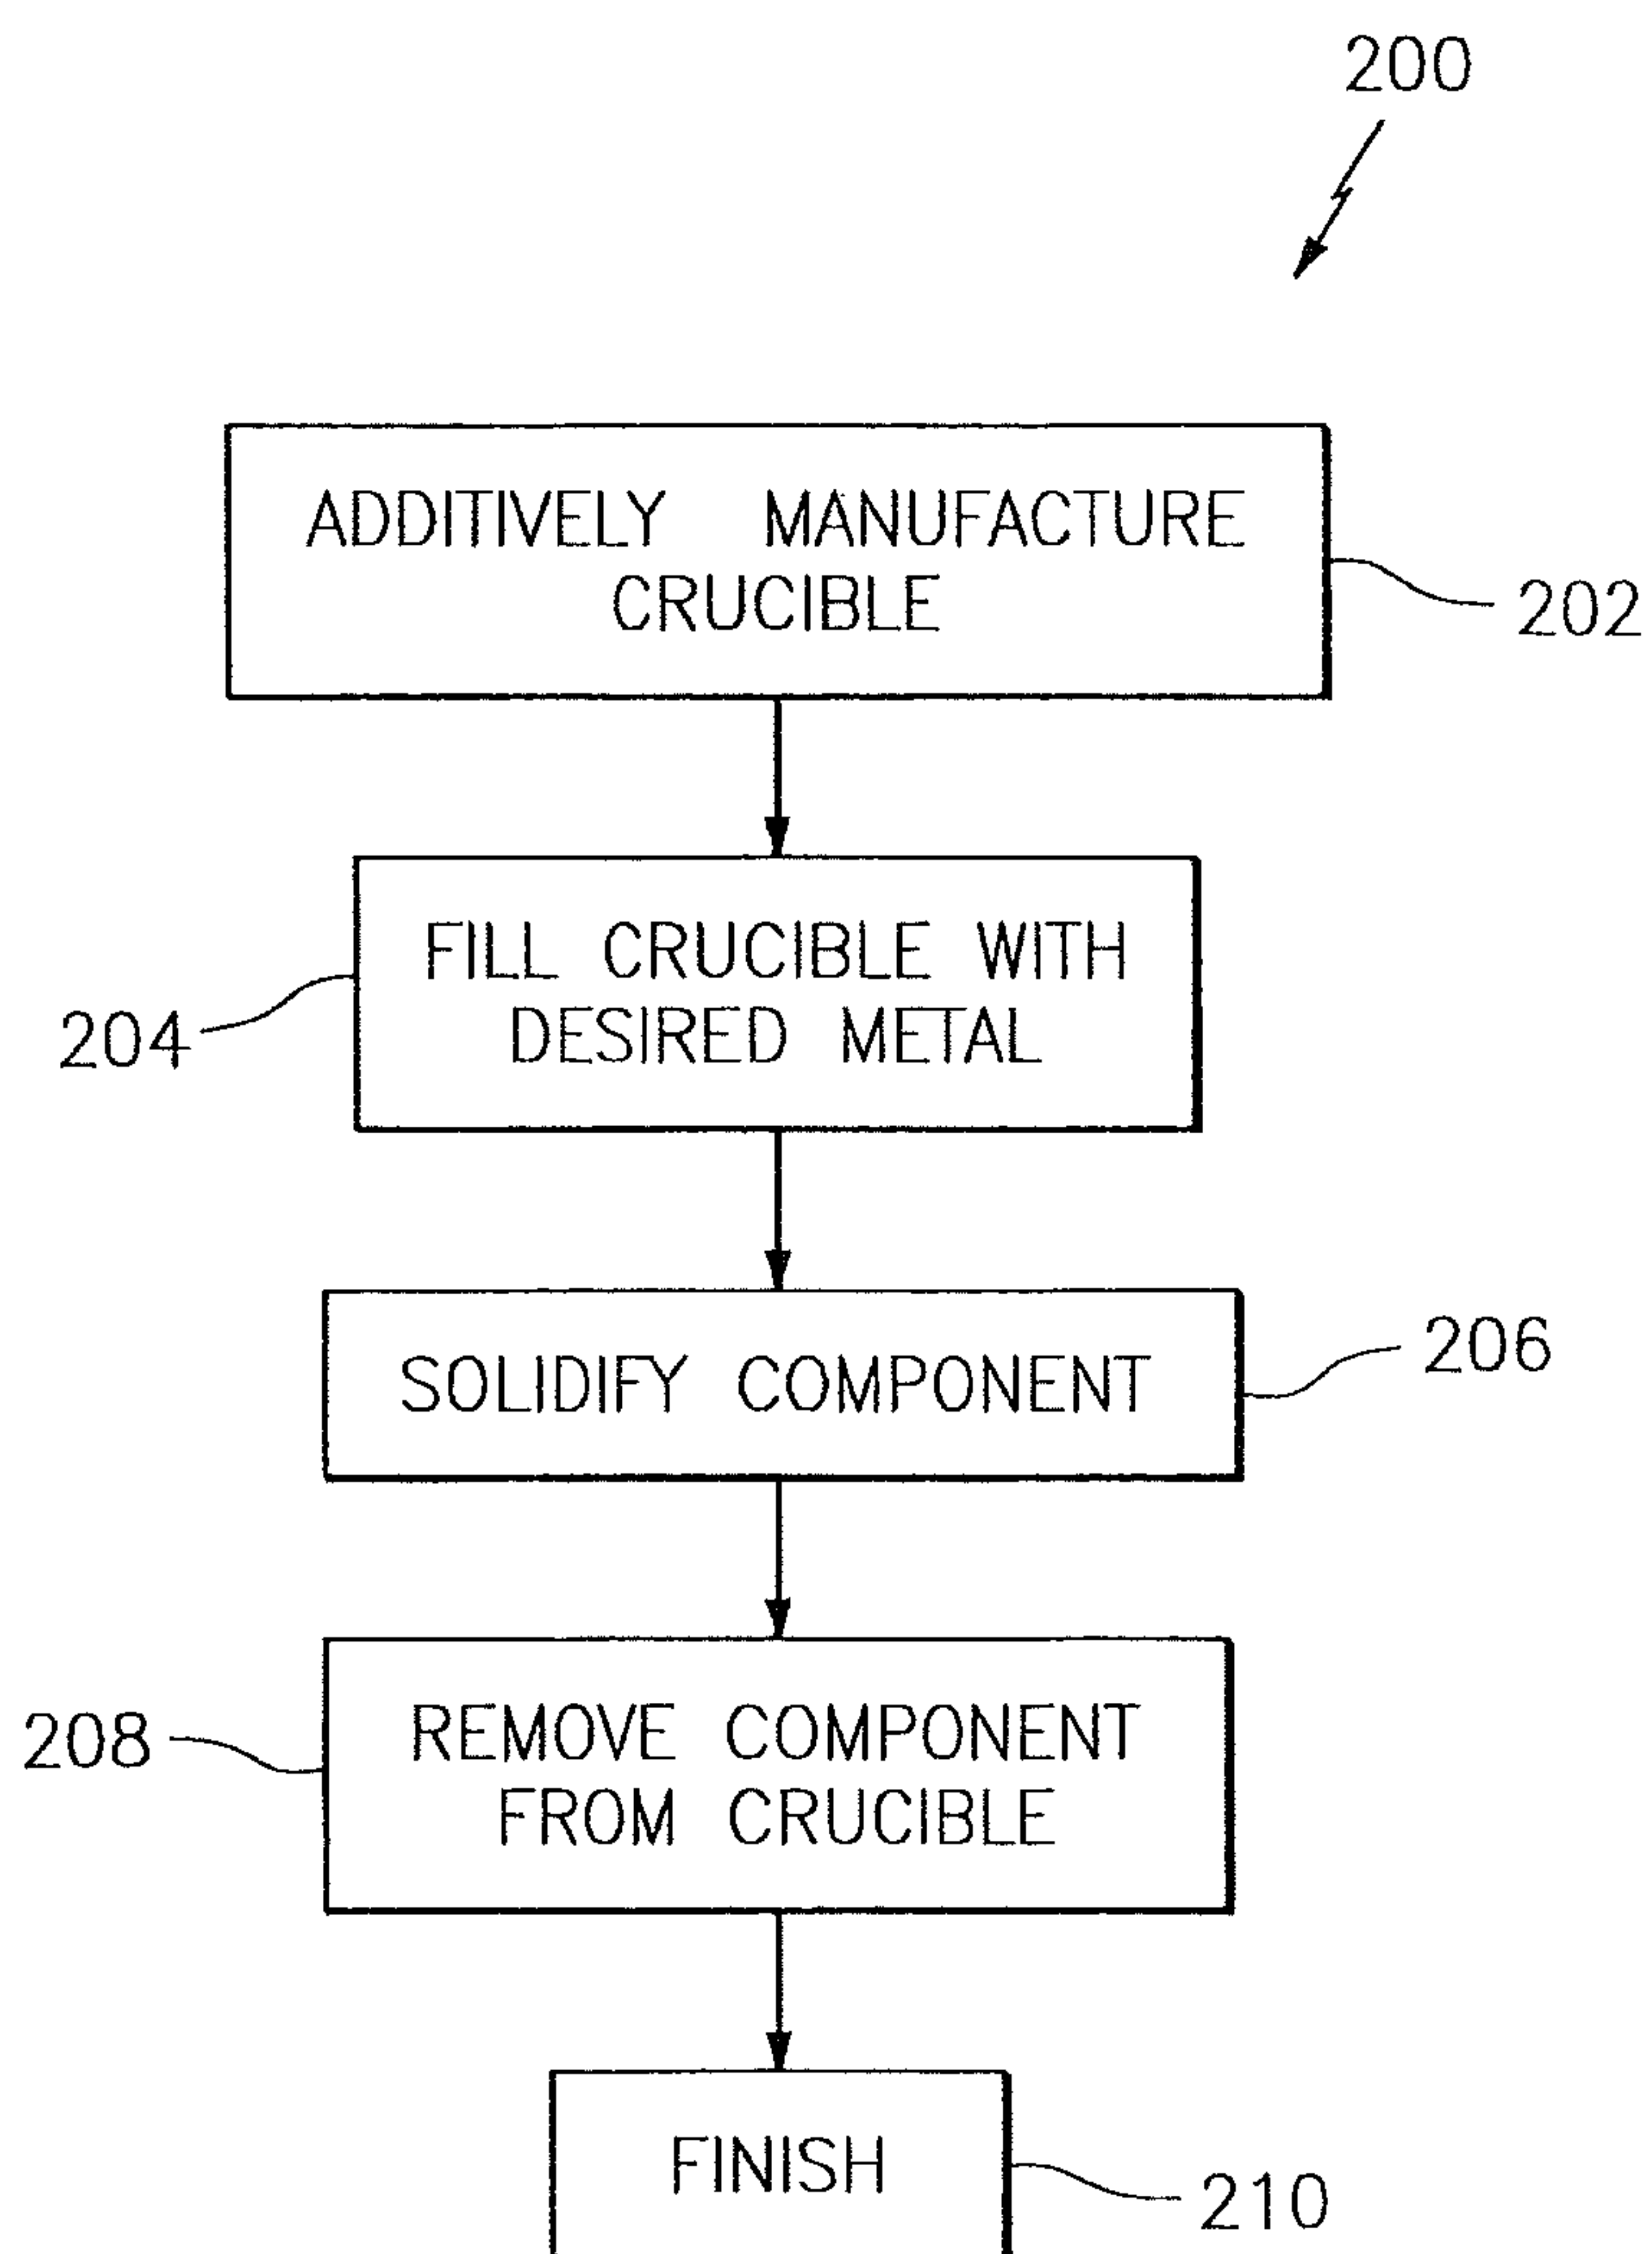 200
ADDITIVELY MANUFACTURE
CRUCIBLE
202
FILL CRUCIBLE WITH
DESIRED METAL
204
SOLIDIFY COMPONENT
206
REMOVE COMPONENT
FROM CRUCIBLE
208
FINISH
210